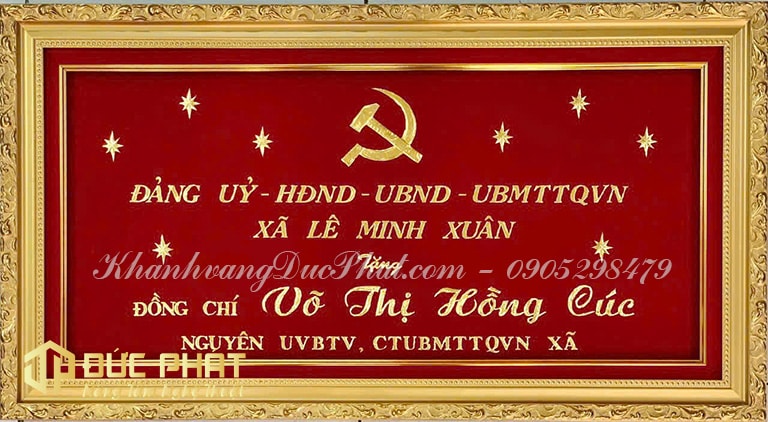 ĐẢNG UỶ - HĐND - UBND - UBMTTQVN
XÃ LÊ MINH XUÂN
Tặng
KhanhvangDucPhat.com - 0905298479
ĐỒNG CHÍ Võ Thị Hồng Cúc
NGUYÊN UVBTV, CTUBMTTQVN XÃ
ĐỨC PHÁT